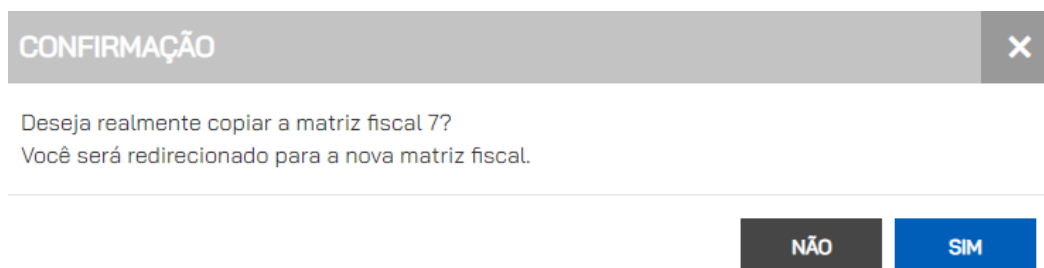 CONFIRMAÇÃO
Deseja realmente copiar a matriz fiscal 7?
Você será redirecionado para a nova matriz fiscal.
NÃO SIM